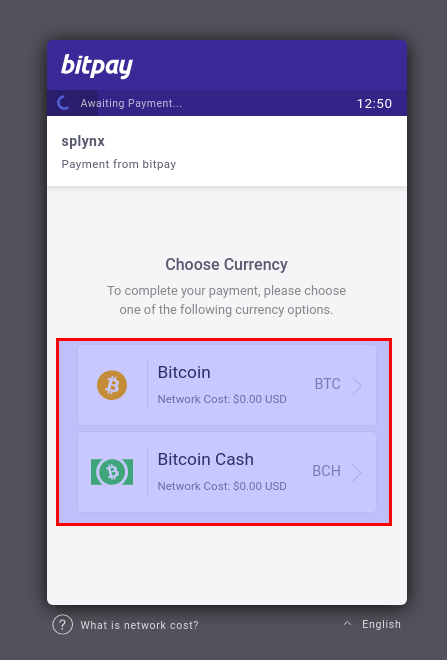 bitpay
Awaiting Payment... 12:50
splynx
Payment from bitpay
Choose Currency
To complete your payment, please choose
one of the following currency options.
Bitcoin
BTC
Network Cost: $0.00 USD
Bitcoin Cash
BCH
Network Cost: $0.00 USD
? What is network cost? English